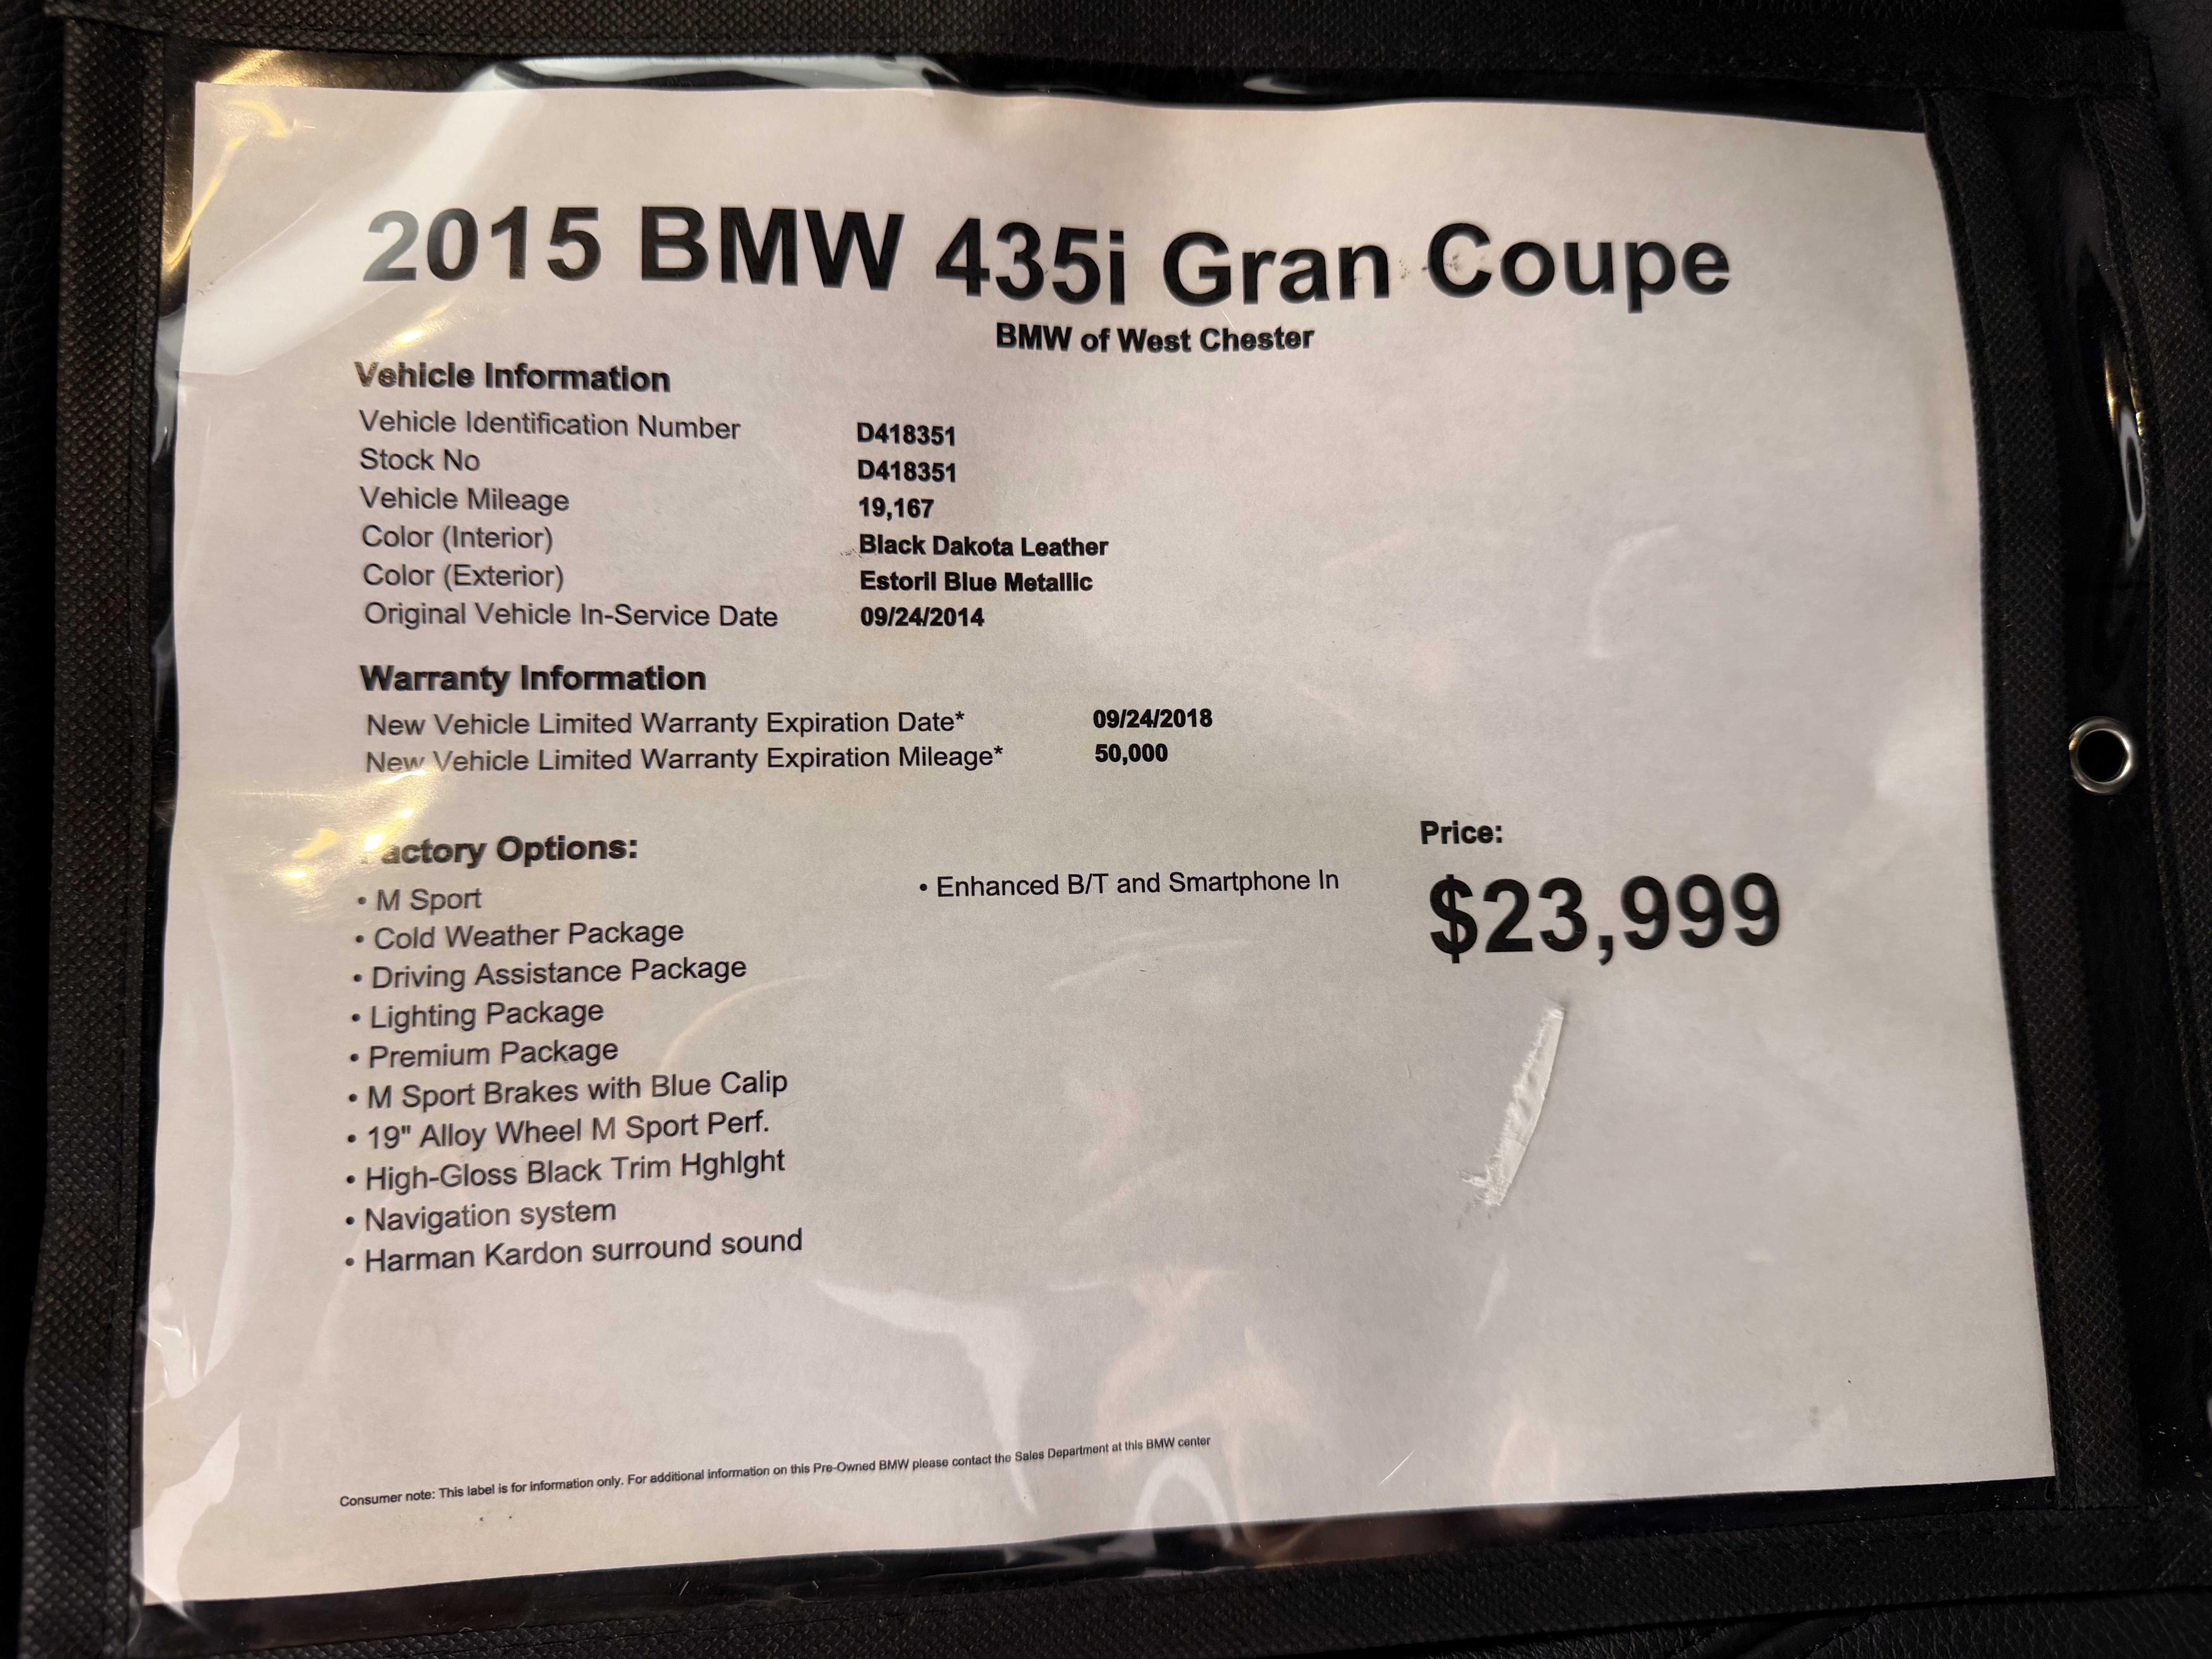 2015 BMW 435i Gran Coupe
BMW of West Chester
Vehicle Information
Vehicle Identification Number D418351
Stock No D418351
Vehicle Mileage 19,167
Color (Interior) Black Dakota Leather
Color (Exterior) Estoril Blue Metallic
Original Vehicle In-Service Date 09/24/2014
Warranty Information
New Vehicle Limited Warranty Expiration Date* 09/24/2018
New Vehicle Limited Warranty Expiration Mileage* 50,000
Factory Options:
• M Sport
• Cold Weather Package
• Driving Assistance Package
• Lighting Package
• Premium Package
• M Sport Brakes with Blue Calip
• 19" Alloy Wheel M Sport Perf.
• High-Gloss Black Trim Hghlght
• Navigation system
• Harman Kardon surround sound
• Enhanced B/T and Smartphone In
Price:
$23,999
Consumer note: This label is for information only. For additional information on this Pre-Owned BMW please contact the Sales Department at this BMW center